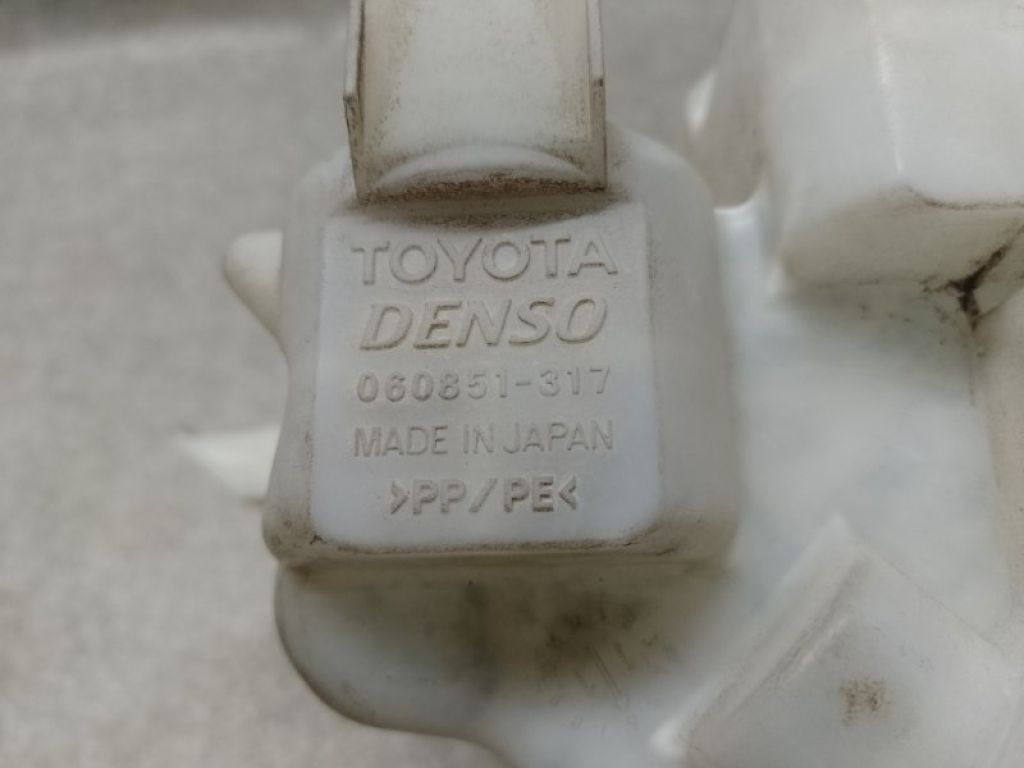 TOYOTA
DENSO
060851-317
MADE IN JAPAN
>PP/PE<